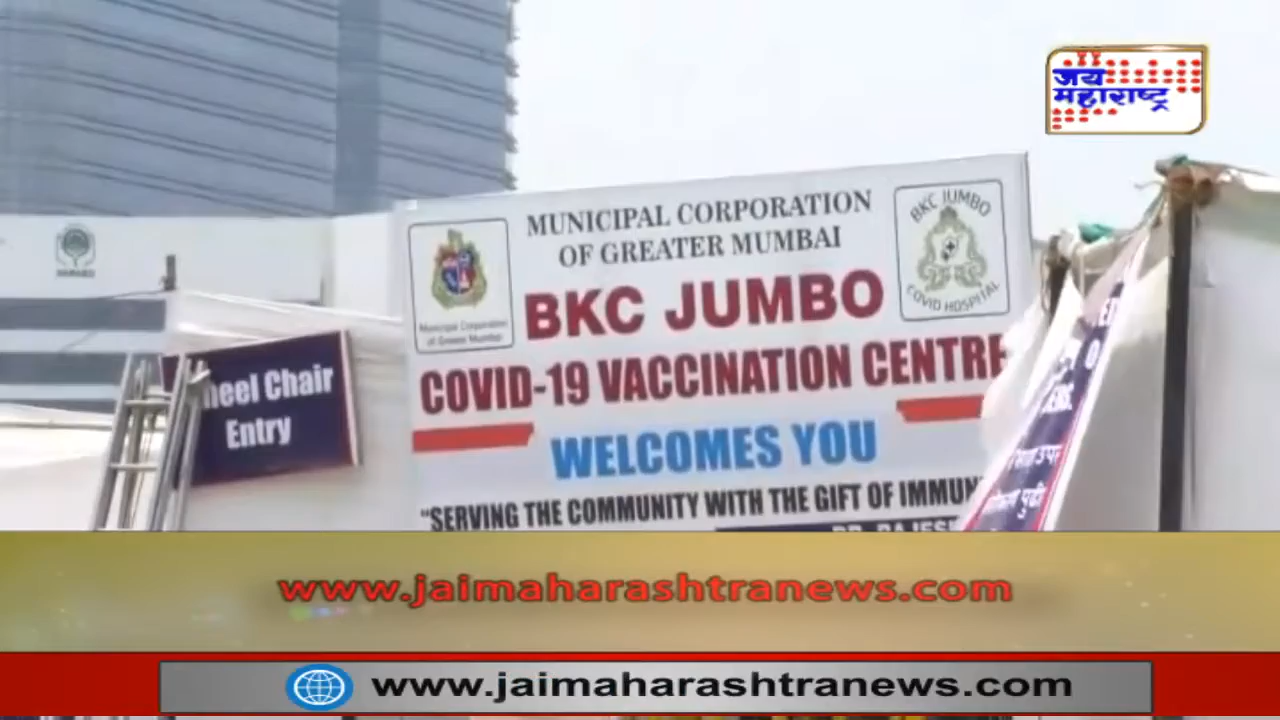 जय
महाराष्ट्र
MUNICIPAL CORPORATION
OF GREATER MUMBAI
Municipal Corporation
of Greater Mumbai
BKC JUMBO
COVID HOSPITAL
BKC JUMBO
COVID-19 VACCINATION CENTRE
WELCOMES YOU
"SERVING THE COMMUNITY WITH THE GIFT OF IMMUN
heel Chair
Entry
www.jaimaharashtranews.com
www.jaimaharashtranews.com